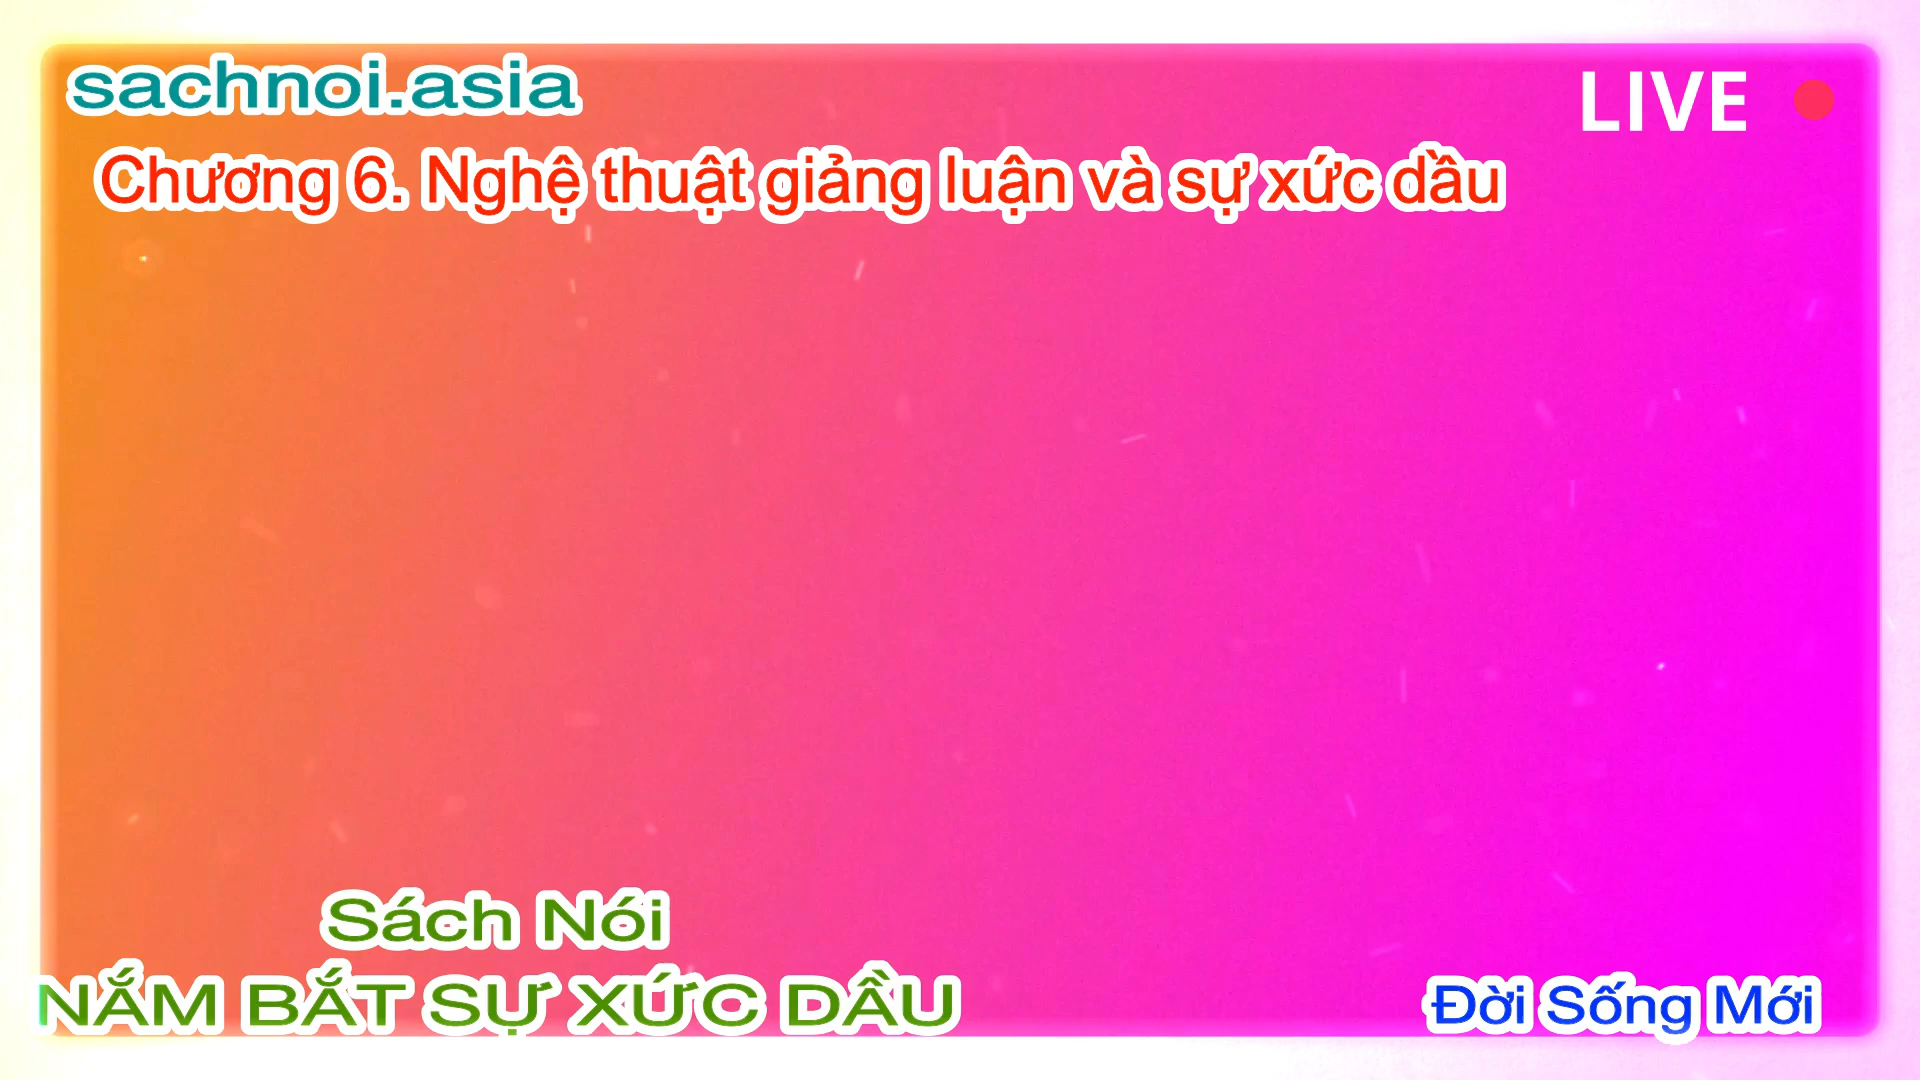 sachnoi.asia
LIVE
Chương 6. Nghệ thuật giảng luận và sự xức dầu
Sách Nói
NẮM BẮT SỰ XỨC DẦU
Đời Sống Mới